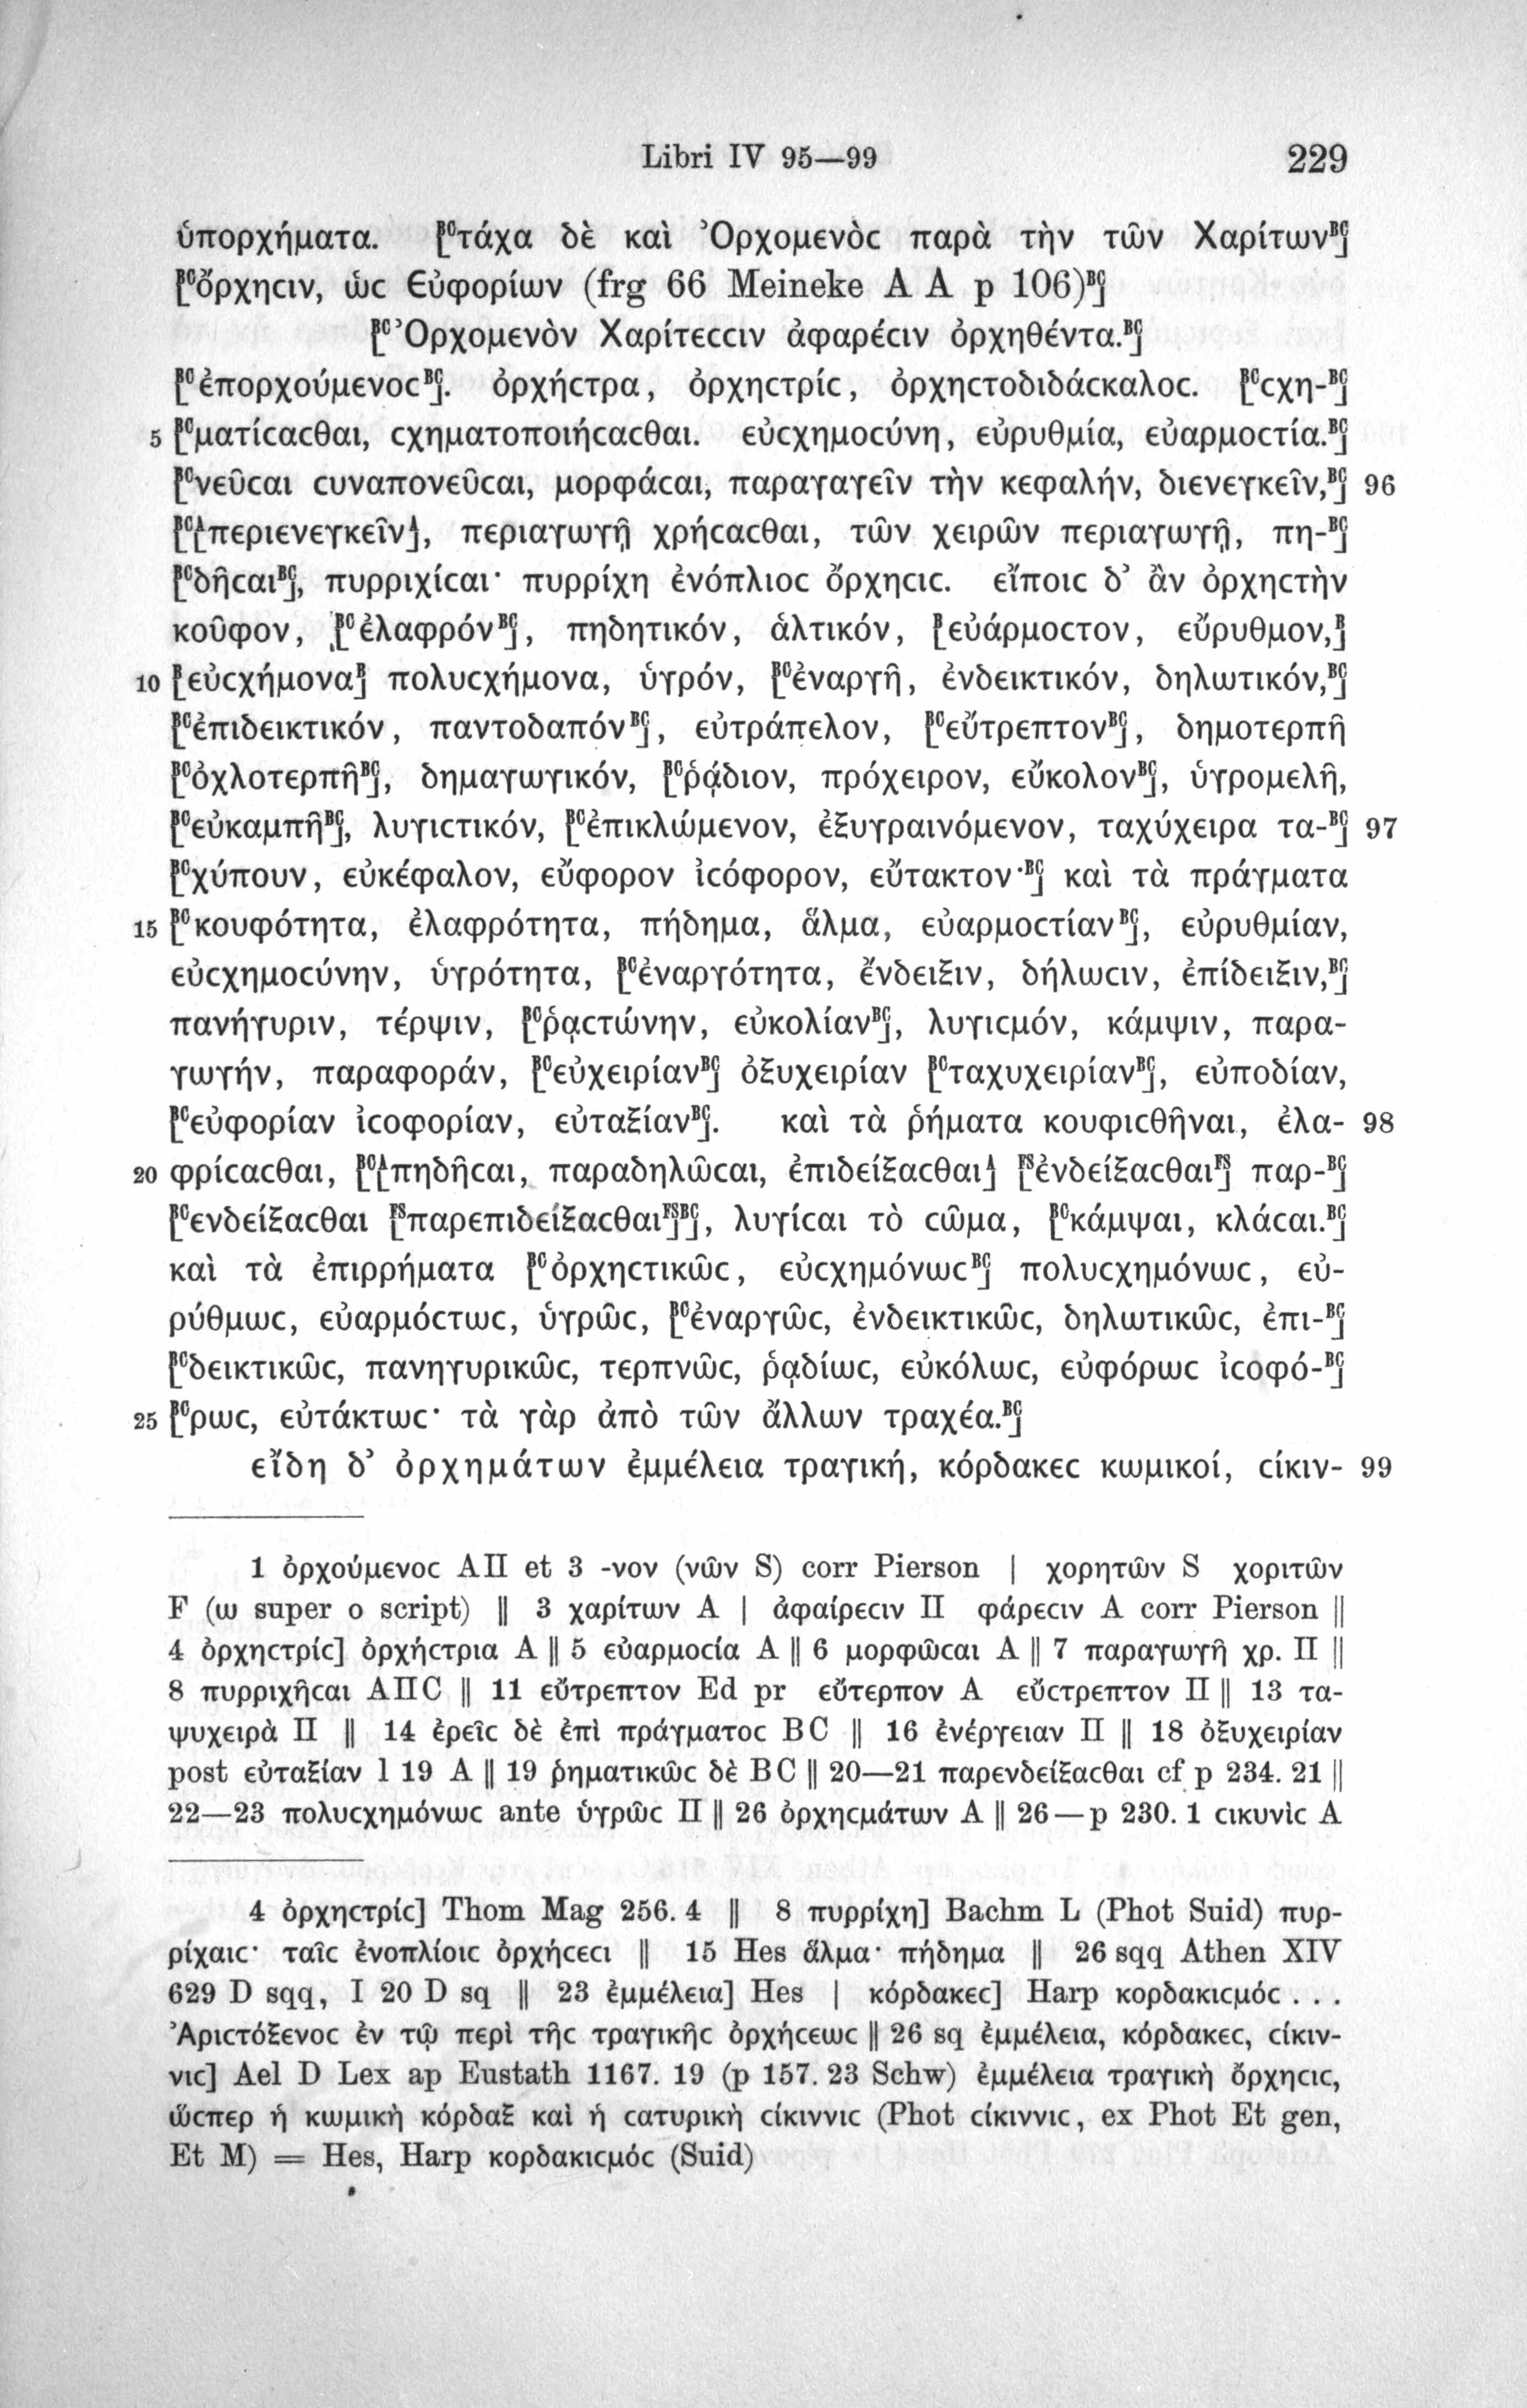 Libri IV 95—99 229
ὑπορχήματα. [BCτάχα δὲ καὶ Ὀρχομενὸϲ παρὰ τὴν τῶν ΧαρίτωνBC]
[BCὄρχηϲιν, ὡϲ Εὐφορίων (frg 66 Meineke A A p 106)BC]
[BCὈρχομενὸν Χαρίτεϲϲιν ἀφαρέϲιν ὀρχηθέντα.BC]
[BCἐπορχούμενοϲBC]. ὀρχήϲτρα, ὀρχηϲτρίϲ, ὀρχηϲτοδιδάϲκαλοϲ. [BCϲχη-BC]
5 [BCματίϲαϲθαι, ϲχηματοποιήϲαϲθαι. εὐϲχημοϲύνη, εὐρυθμία, εὐαρμοϲτία.BC]
[BCνεῦϲαι ϲυναπονεῦϲαι, μορφάϲαι, παραγαγεῖν τὴν κεφαλήν, διενεγκεῖν,BC] 96
[BC[Aπεριενεγκεῖν], περιαγωγῇ χρήϲαϲθαι, τῶν χειρῶν περιαγωγῇ, πη-BC]
[BCδῆϲαιBC], πυρριχίϲαι· πυρρίχη ἐνόπλιοϲ ὄρχηϲιϲ. εἴποιϲ δ’ ἂν ὀρχηϲτὴν
κοῦφον, [BCἐλαφρόνBC], πηδητικόν, ἁλτικόν, [Bεὐάρμοϲτον, εὔρυθμον,B]
10 [BεὐϲχήμοναB] πολυϲχήμονα, ὑγρόν, [BCἐναργῆ, ἐνδεικτικόν, δηλωτικόν,BC]
[BCἐπιδεικτικόν, παντοδαπόνBC], εὐτράπελον, [BCεὔτρεπτονBC], δημοτερπῆ
[BCὀχλοτερπῆBC], δημαγωγικόν, [BCῥᾴδιον, πρόχειρον, εὔκολονBC], ὑγρομελῆ,
[BCεὐκαμπῆBC], λυγιϲτικόν, [BCἐπικλώμενον, ἐξυγραινόμενον, ταχύχειρα τα-BC] 97
[BCχύπουν, εὐκέφαλον, εὔφορον ἰϲόφορον, εὔτακτον·BC] καὶ τὰ πράγματα
15 [BCκουφότητα, ἐλαφρότητα, πήδημα, ἅλμα, εὐαρμοϲτίανBC], εὐρυθμίαν,
εὐϲχημοϲύνην, ὑγρότητα, [BCἐναργότητα, ἔνδειξιν, δήλωϲιν, ἐπίδειξιν,BC]
πανήγυριν, τέρψιν, [BCῥᾳϲτώνην, εὐκολίανBC], λυγιϲμόν, κάμψιν, παρα-
γωγήν, παραφοράν, [BCεὐχειρίανBC] ὀξυχειρίαν [BCταχυχειρίανBC], εὐποδίαν,
[BCεὐφορίαν ἰϲοφορίαν, εὐταξίανBC]. καὶ τὰ ῥήματα κουφιϲθῆναι, ἐλα- 98
20 φρίϲαϲθαι, [BC[Aπηδῆϲαι, παραδηλῶϲαι, ἐπιδείξαϲθαιA] [FSἐνδείξαϲθαιFS] παρ-BC]
[BCενδείξαϲθαι [FSπαρεπιδείξαϲθαιFS]BC], λυγίϲαι τὸ ϲῶμα, [BCκάμψαι, κλάϲαι.BC]
καὶ τὰ ἐπιρρήματα [BCὀρχηϲτικῶϲ, εὐϲχημόνωϲBC] πολυϲχημόνωϲ, εὐ-
ρύθμωϲ, εὐαρμόϲτωϲ, ὑγρῶϲ, [BCἐναργῶϲ, ἐνδεικτικῶϲ, δηλωτικῶϲ, ἐπι-BC]
[BCδεικτικῶϲ, πανηγυρικῶϲ, τερπνῶϲ, ῥᾳδίωϲ, εὐκόλωϲ, εὐφόρωϲ ἰϲοφό-BC]
25 [BCρωϲ, εὐτάκτωϲ· τὰ γὰρ ἀπὸ τῶν ἄλλων τραχέα.BC]
εἴδη δ’ ὀρχημάτων ἐμμέλεια τραγική, κόρδακεϲ κωμικοί, ϲίκιν- 99
1 ὀρχούμενοϲ AΠ et 3 -νον (νῶν S) corr Pierson | χορητῶν S χοριτῶν
F (ω super ο script) || 3 χαρίτων A | ἀφαίρεϲιν Π φάρεϲιν A corr Pierson ||
4 ὀρχηϲτρίϲ] ὀρχήϲτρια A || 5 εὐαρμοϲία A || 6 μορφῶϲαι A || 7 παραγωγῆ χρ. Π ||
8 πυρριχῆϲαι AΠC || 11 εὔτρεπτον Ed pr εὔτερπον A εὔϲτρεπτον Π || 13 τα-
ψυχειρὰ Π || 14 ἐρεῖϲ δὲ ἐπὶ πράγματοϲ BC || 16 ἐνέργειαν Π || 18 ὀξυχειρίαν
post εὐταξίαν l 19 A || 19 ῥηματικῶϲ δὲ BC || 20—21 παρενδείξαϲθαι cf p 234. 21 ||
22—23 πολυϲχημόνωϲ ante ὑγρῶϲ Π || 26 ὀρχηϲμάτων A || 26—p 230. 1 ϲικυνὶϲ A
4 ὀρχηϲτρίϲ] Thom Mag 256. 4 || 8 πυρρίχη] Bachm L (Phot Suid) πυρ-
ρίχαιϲ· ταῖϲ ἐνοπλίοιϲ ὀρχήϲεϲι || 15 Hes ἅλμα· πήδημα || 26 sqq Athen XIV
629 D sqq, I 20 D sq || 23 ἐμμέλεια] Hes | κόρδακεϲ] Harp κορδακιϲμόϲ . . .
Ἀριϲτόξενοϲ ἐν τῷ περὶ τῆϲ τραγικῆϲ ὀρχήϲεωϲ || 26 sq ἐμμέλεια, κόρδακεϲ, ϲίκιν-
νιϲ] Ael D Lex ap Eustath 1167. 19 (p 157. 23 Schw) ἐμμέλεια τραγικὴ ὄρχηϲιϲ,
ὥϲπερ ἡ κωμικὴ κόρδαξ καὶ ἡ ϲατυρικὴ ϲίκιννιϲ (Phot ϲίκιννιϲ, ex Phot Et gen,
Et M) = Hes, Harp κορδακιϲμόϲ (Suid)